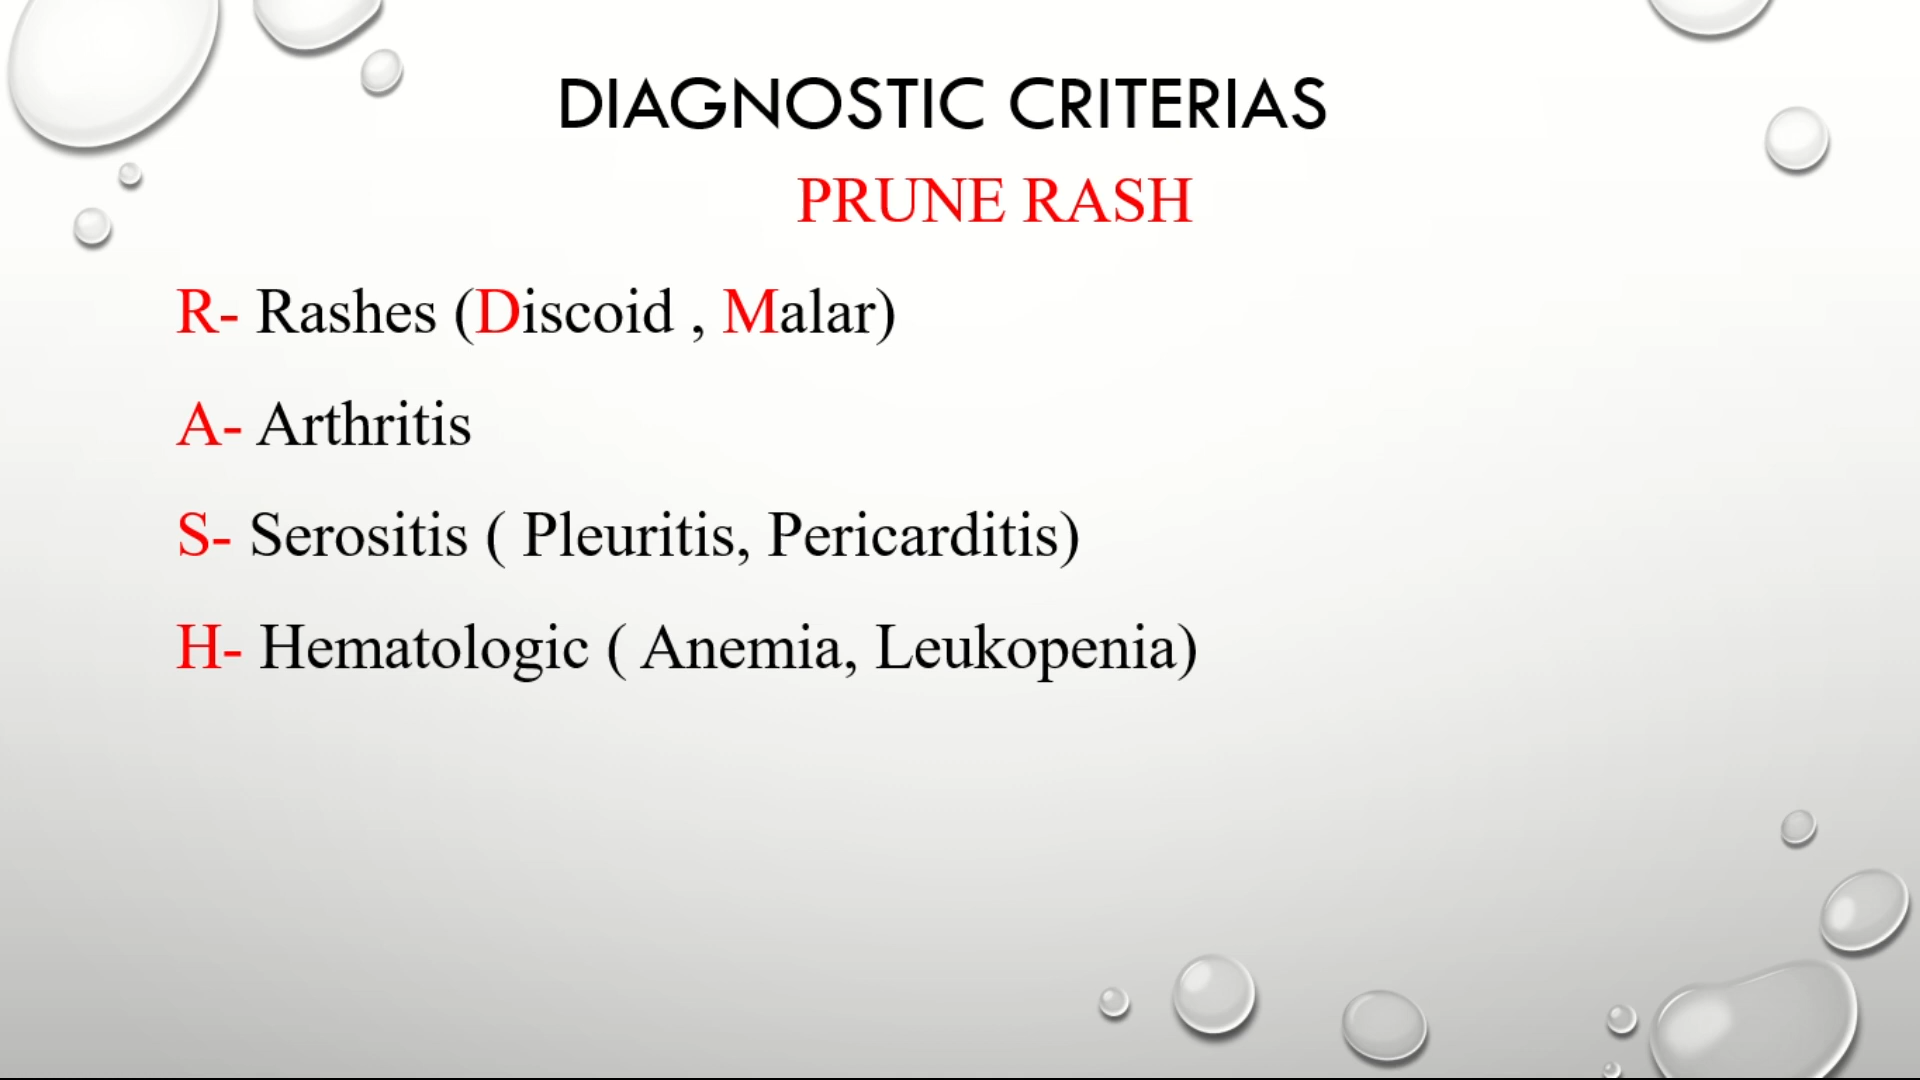 DIAGNOSTIC CRITERIAS
PRUNE RASH
R- Rashes (Discoid , Malar)
A- Arthritis
S- Serositis ( Pleuritis, Pericarditis)
H- Hematologic ( Anemia, Leukopenia)